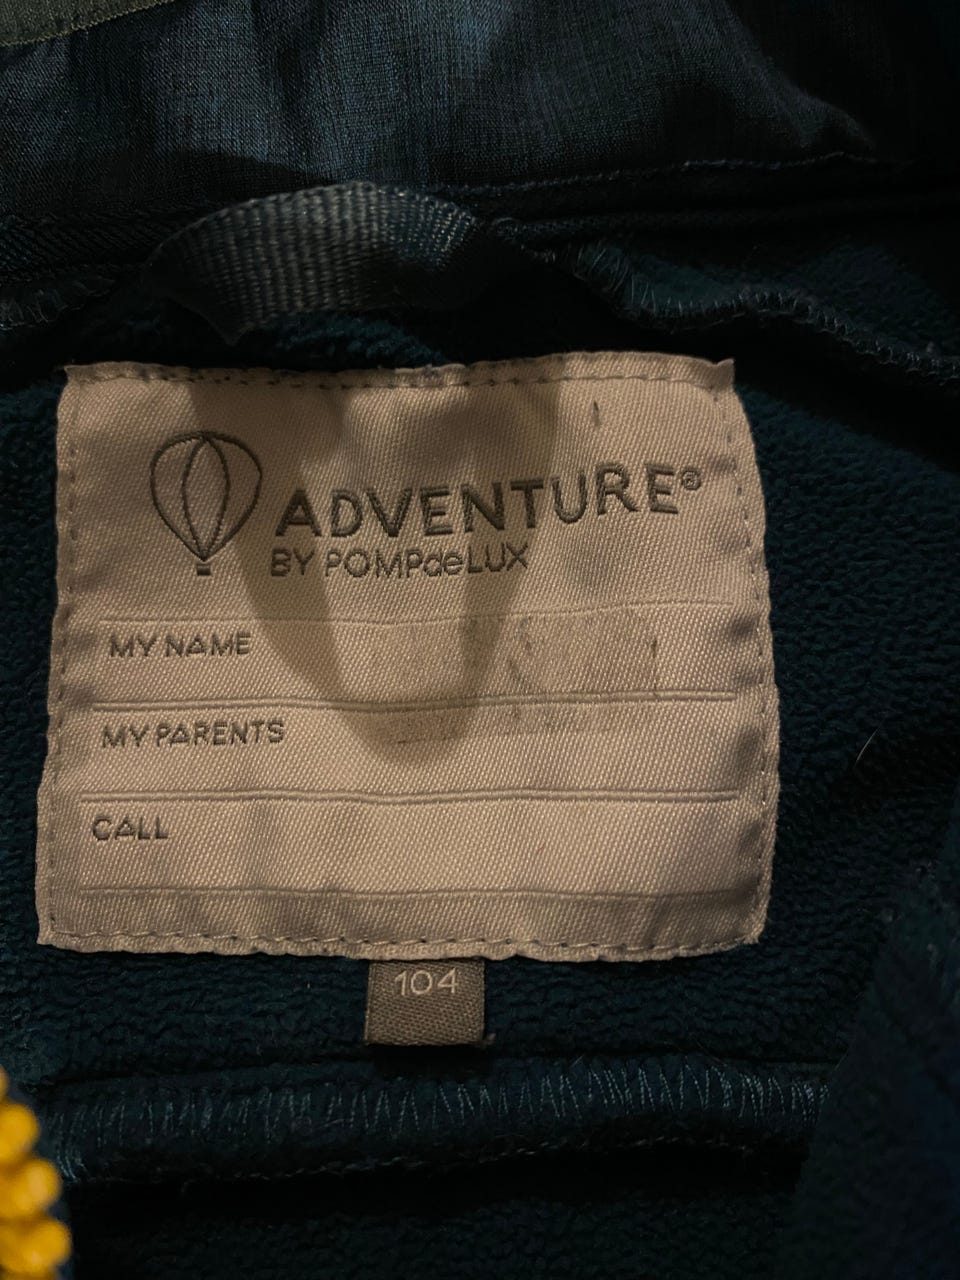 ADVENTURE®
BY POMPdeLUX
MY NAME
MY PARENTS
CALL
104